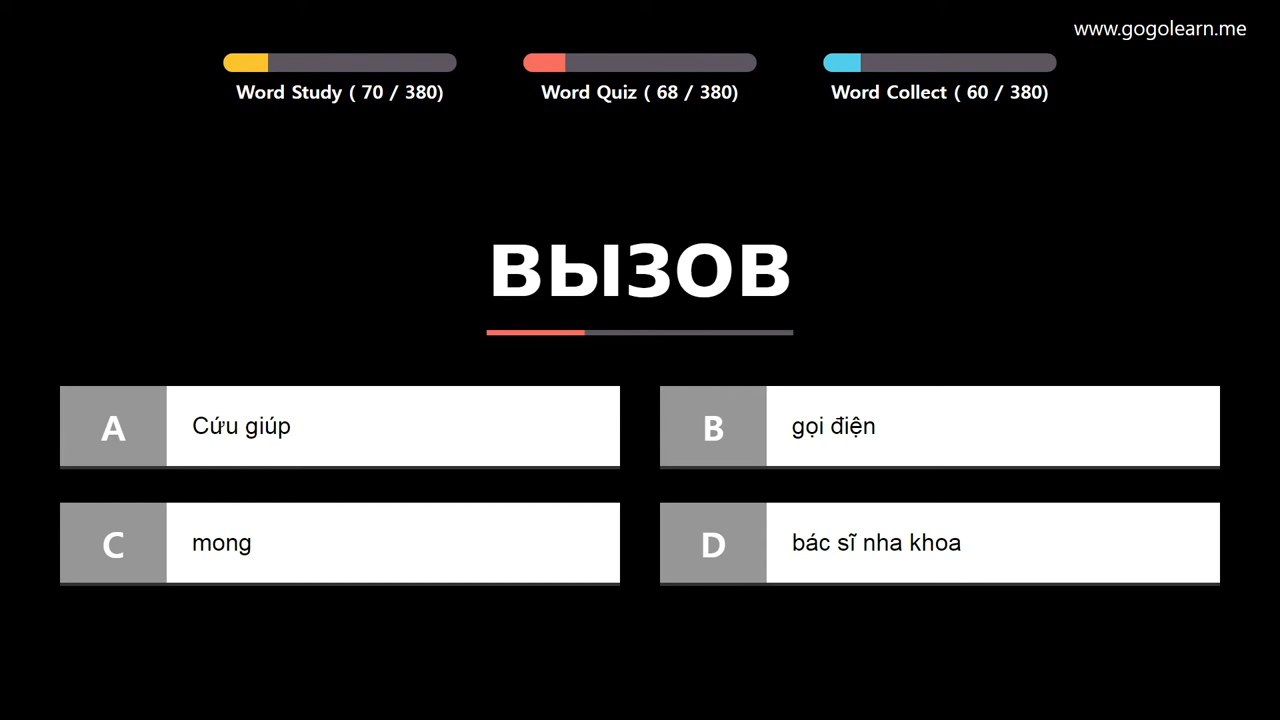 www.gogolearn.me
Word Study ( 70 / 380)
Word Quiz ( 68 / 380)
Word Collect ( 60 / 380)
ВЫЗОВ
A Cứu giúp
B gọi điện
C mong
D bác sĩ nha khoa